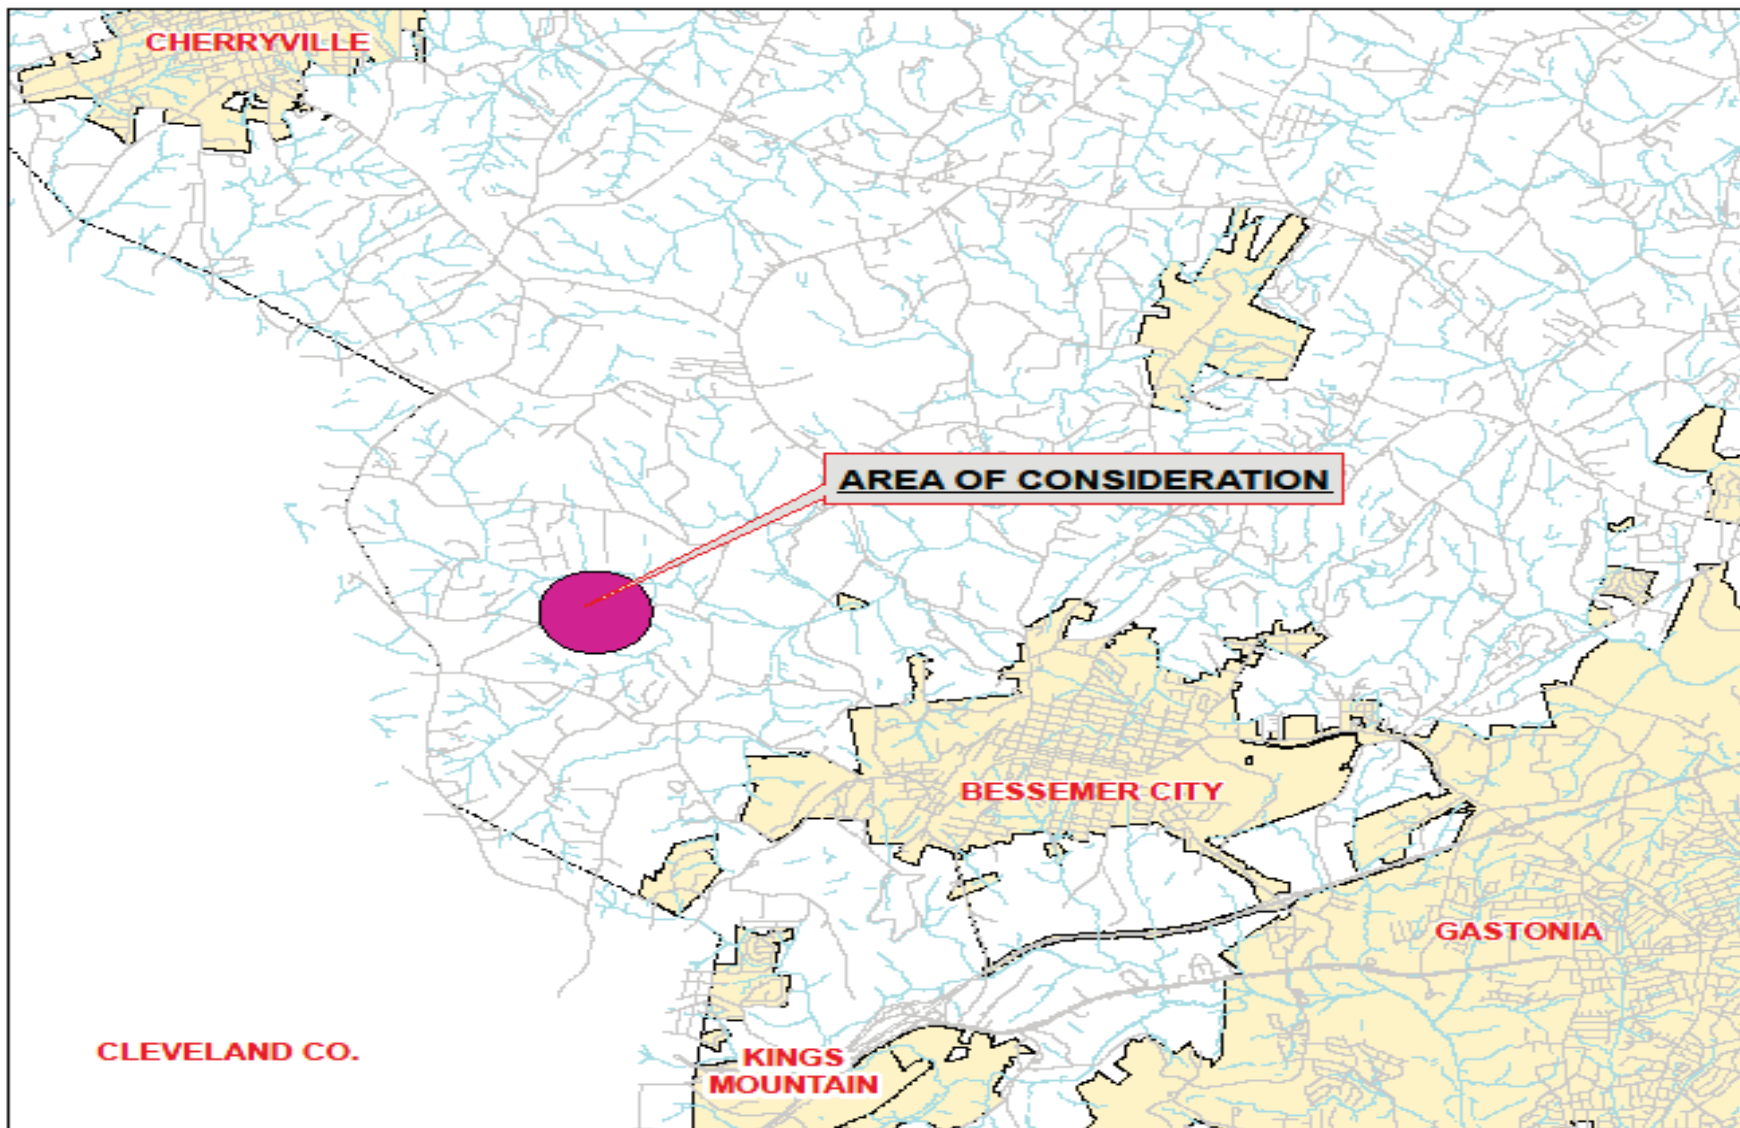 CHERRYVILLE
AREA OF CONSIDERATION
BESSEMER CITY
GASTONIA
CLEVELAND CO.
KINGS
MOUNTAIN